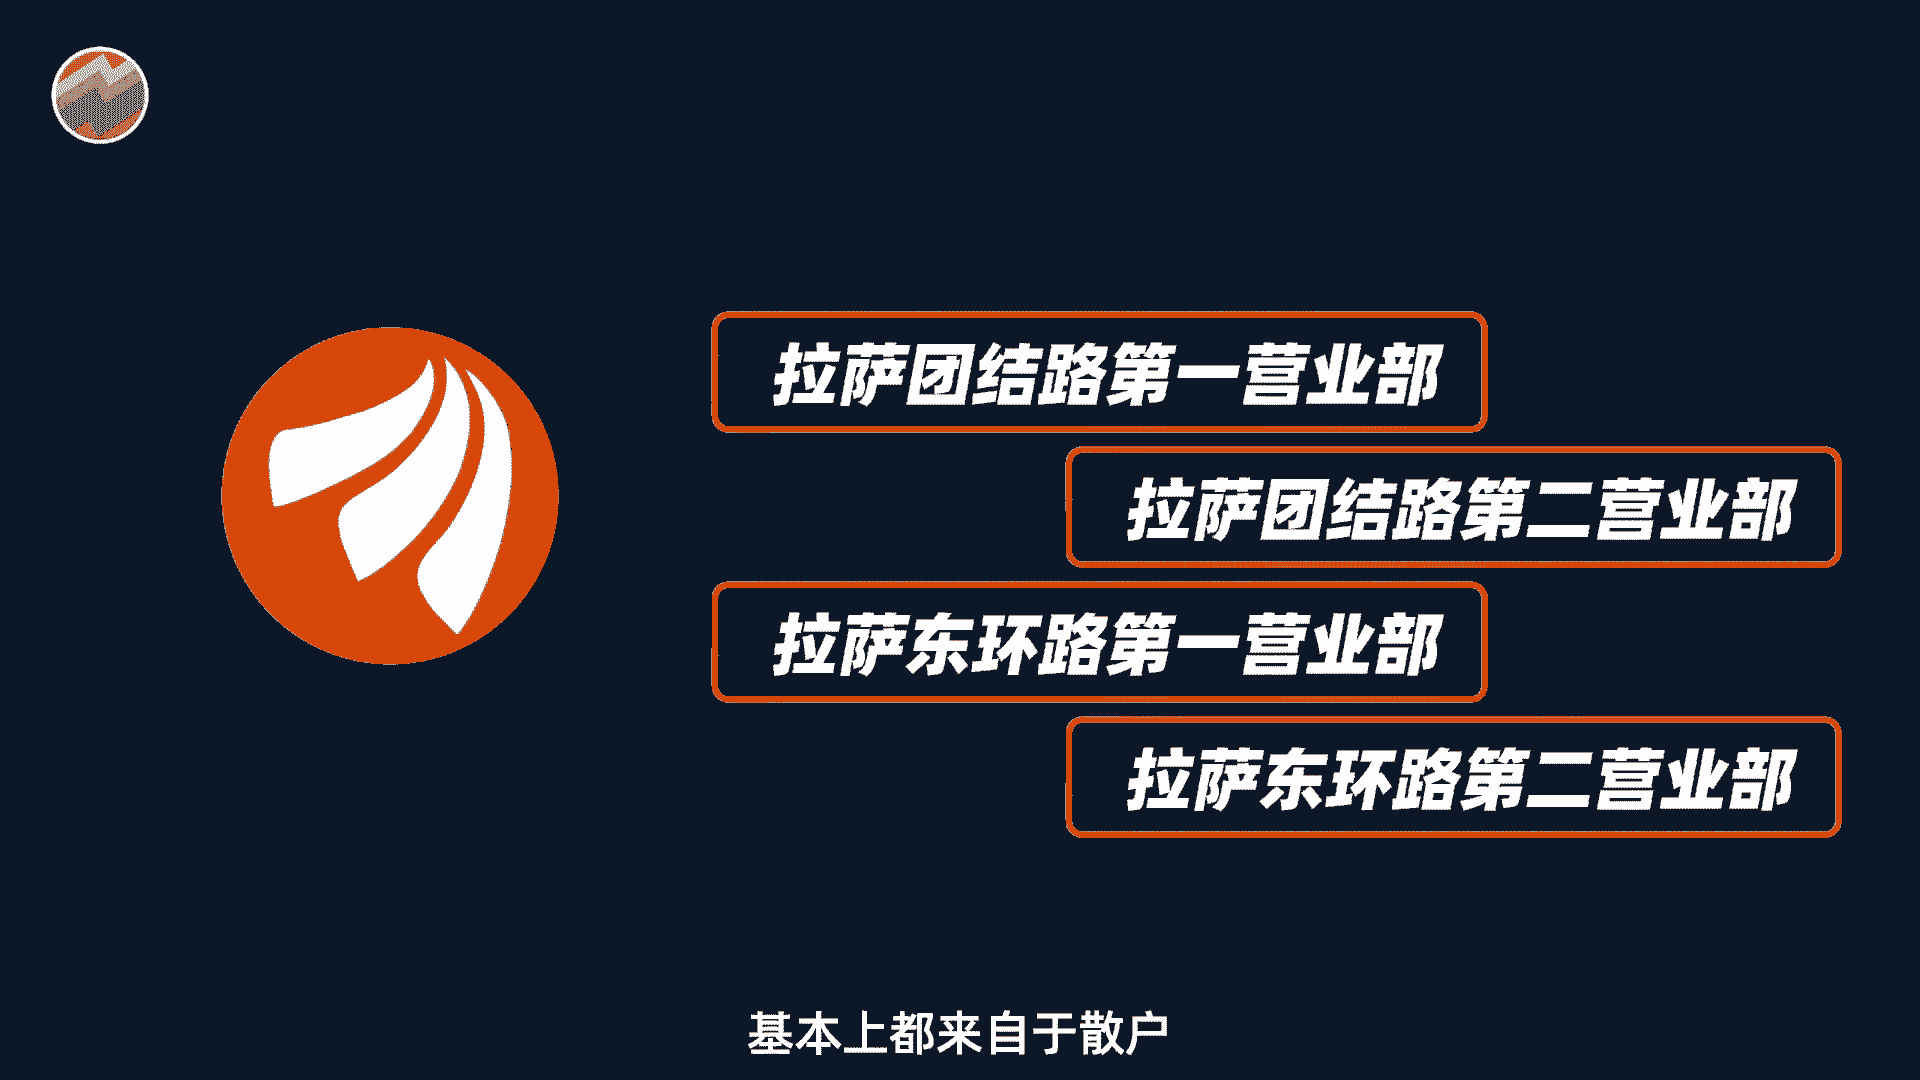 拉萨团结路第一营业部
拉萨团结路第二营业部
拉萨东环路第一营业部
拉萨东环路第二营业部
基本上都来自于散户